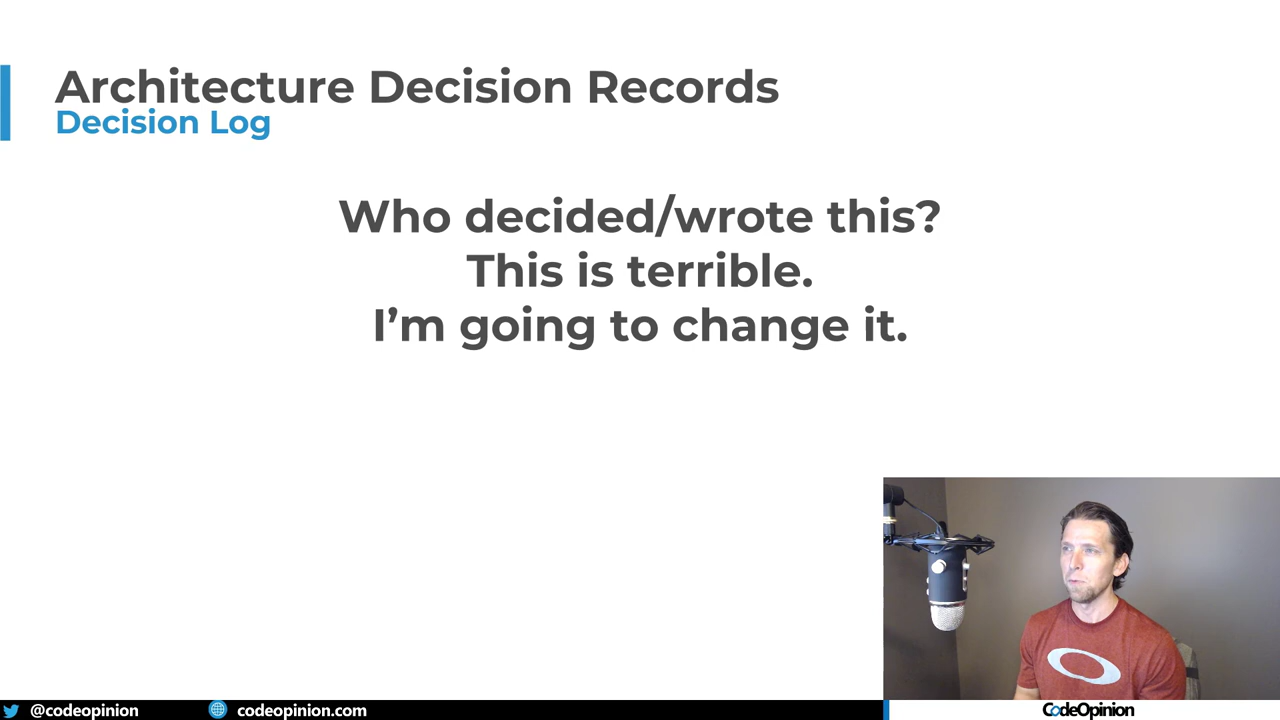 Architecture Decision Records
Decision Log
Who decided/wrote this?
This is terrible.
I’m going to change it.
@codeopinion
codeopinion.com
CodeOpinion